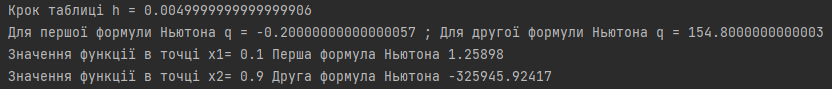 Крок таблиці h = 0.0049999999999999906
Для першої формули Ньютона q = -0.20000000000000057 ; Для другої формули Ньютона q = 154.8000000000003
Значення функції в точці x1= 0.1 Перша формула Ньютона 1.25898
Значення функції в точці x2= 0.9 Друга формула Ньютона -325945.92417